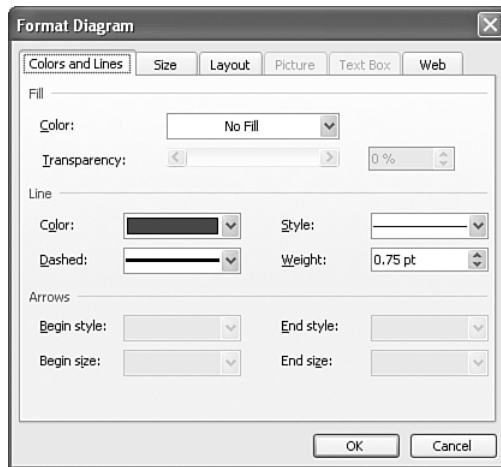 Format Diagram
Colors and Lines Size Layout Picture Text Box Web
Fill
Color: No Fill
Transparency: 0 %
Line
Color: Style:
Dashed: Weight: 0.75 pt
Arrows
Begin style: End style:
Begin size: End size:
OK Cancel